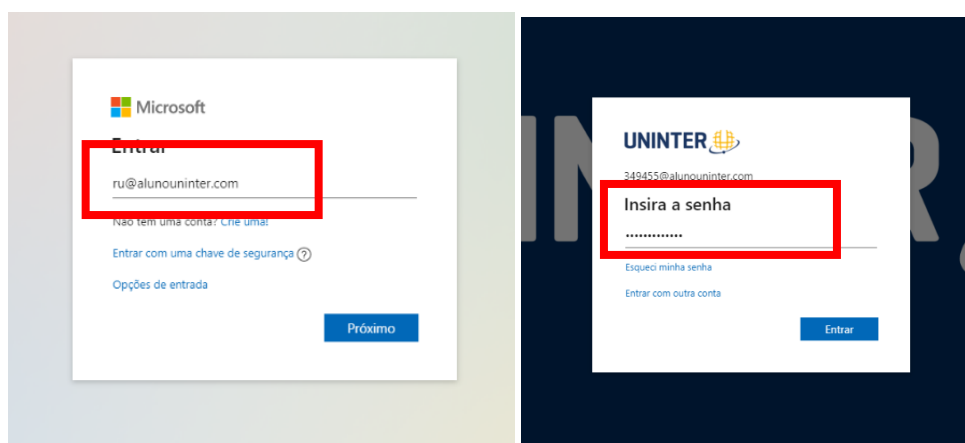 Microsoft
Entrar
ru@alunouninter.com
Não tem uma conta? Crie uma!
Entrar com uma chave de segurança
Opções de entrada
Próximo
UNINTER
349455@alunouninter.com
Insira a senha
•••••••••••••
Esqueci minha senha
Entrar com outra conta
Entrar